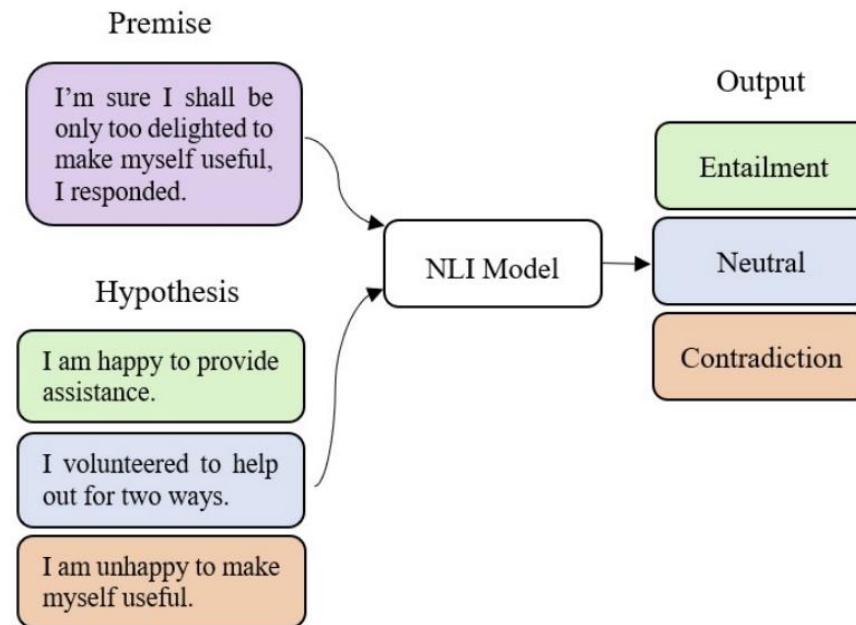 Premise
I’m sure I shall be
only too delighted to
make myself useful,
I responded.
Hypothesis
I am happy to provide
assistance.
I volunteered to help
out for two ways.
I am unhappy to make
myself useful.
NLI Model
Output
Entailment
Neutral
Contradiction